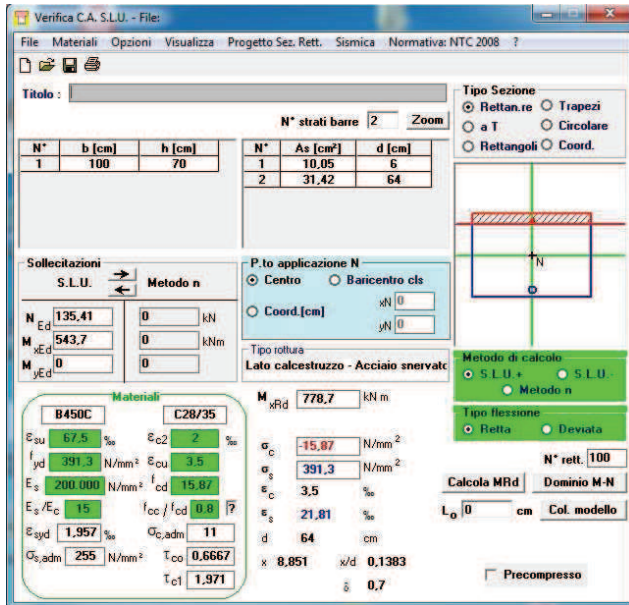 Verifica C.A. S.L.U. - File:
File Materiali Opzioni Visualizza Progetto Sez. Rett. Sismica Normativa: NTC 2008 ?
Titolo :
N° strati barre 2 Zoom
N° b [cm] h [cm]
1 100 70
N° As [cm²] d [cm]
1 10,05 6
2 31,42 64
Tipo Sezione
Rettan.re Trapezi
a T Circolare
Rettangoli Coord.
N
Sollecitazioni
S.L.U. Metodo n
N Ed 135,41 0 kN
M xEd 543,7 0 kNm
M yEd 0 0
P.to applicazione N
Centro Baricentro cls
Coord.[cm] xN 0
yN 0
Tipo rottura
Lato calcestruzzo - Acciaio snervato
Metodo di calcolo
S.L.U.+ S.L.U.-
Metodo n
Tipo flessione
Retta Deviata
Materiali
B450C C28/35
εsu 67,5 ‰ εc2 2 ‰
fyd 391,3 N/mm² εcu 3,5
Es 200.000 N/mm² fcd 15,87
Es/Ec 15 fcc / fcd 0,8 ?
εsyd 1,957 ‰ σc,adm 11
σs,adm 255 N/mm² τco 0,6667
τc1 1,971
M xRd 778,7 kN m
σc -15,87 N/mm²
σs 391,3 N/mm²
εc 3,5 ‰
εs 21,81 ‰
d 64 cm
x 8,851 x/d 0,1383
δ 0,7
N° rett. 100
Calcola MRd Dominio M-N
Lo 0 cm Col. modello
Precompresso